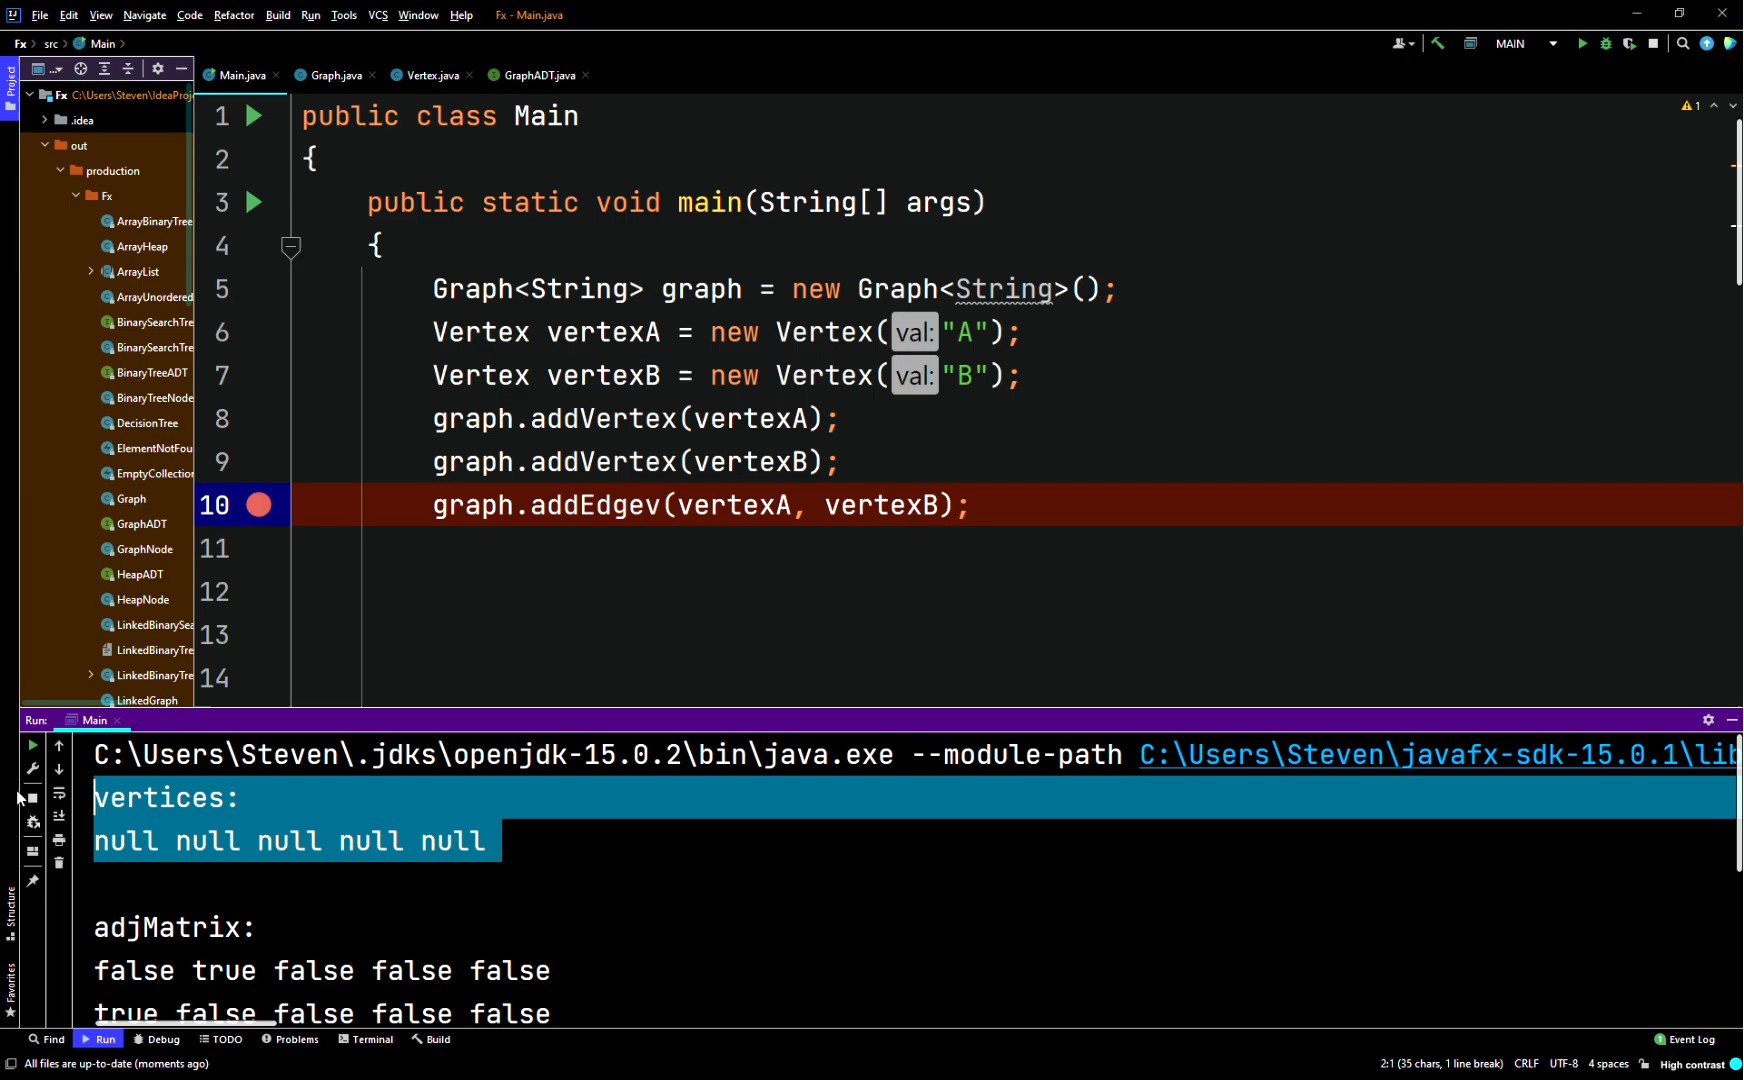 File Edit View Navigate Code Refactor Build Run Tools VCS Window Help Fx - Main.java
Fx src Main MAIN
Project ... Main.java Graph.java Vertex.java GraphADT.java
Fx C:\Users\Steven\IdeaProj
.idea
out
production
Fx
ArrayBinaryTree
ArrayHeap
ArrayList
ArrayUnordered
BinarySearchTre
BinarySearchTre
BinaryTreeADT
BinaryTreeNode
DecisionTree
ElementNotFou
EmptyCollection
Graph
GraphADT
GraphNode
HeapADT
HeapNode
LinkedBinarySea
LinkedBinaryTre
LinkedBinaryTre
LinkedGraph
1 public class Main
1
2 {
3 public static void main(String[] args)
4 {
5 Graph<String> graph = new Graph<String>();
6 Vertex vertexA = new Vertex( val: "A");
7 Vertex vertexB = new Vertex( val: "B");
8 graph.addVertex(vertexA);
9 graph.addVertex(vertexB);
10 graph.addEdgev(vertexA, vertexB);
11
12
13
14
Run: Main
C:\Users\Steven\.jdks\openjdk-15.0.2\bin\java.exe --module-path C:\Users\Steven\javafx-sdk-15.0.1\lib
vertices:
null null null null null
adjMatrix:
false true false false false
true false false false false
Structure
Favorites
Find Run Debug TODO Problems Terminal Build 1 Event Log
All files are up-to-date (moments ago) 2:1 (35 chars, 1 line break) CRLF UTF-8 4 spaces High contrast